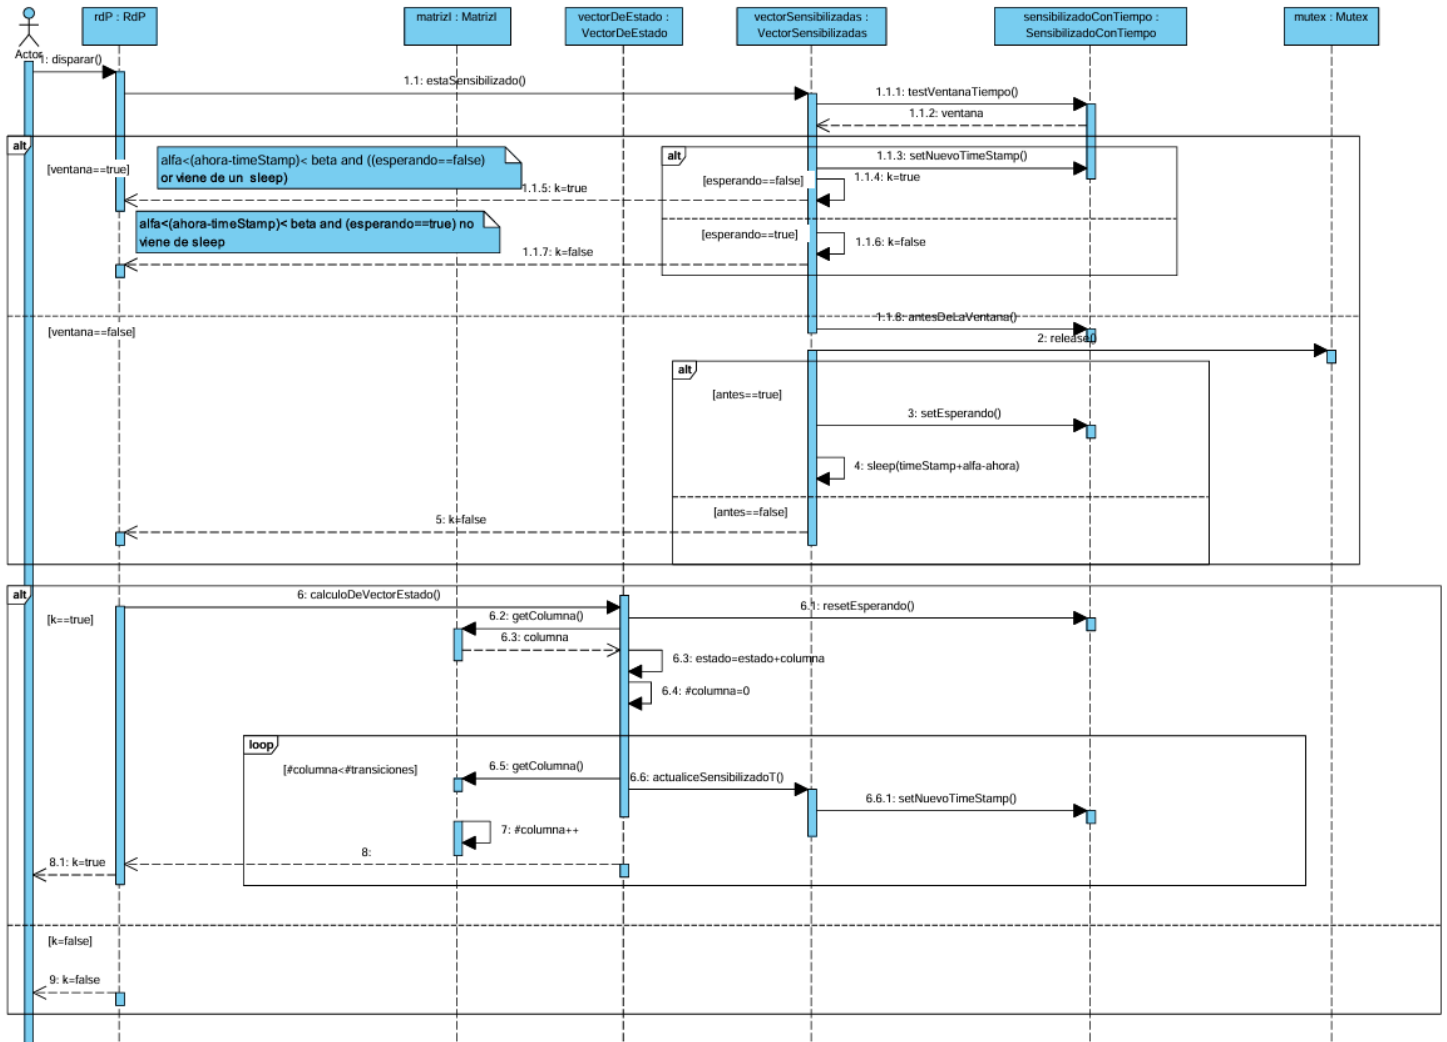 rdP : RdP
matrizI : MatrizI
vectorDeEstado :
VectorDeEstado
vectorSensibilizadas :
VectorSensibilizadas
sensibilizadoConTiempo :
SensibilizadoConTiempo
mutex : Mutex
Actor
1: disparar()
1.1: estaSensibilizado()
1.1.1: testVentanaTiempo()
1.1.2: ventana
alt
[ventana==true]
alfa<(ahora-timeStamp)< beta and ((esperando==false)
or viene de un sleep)
alt
1.1.3: setNuevoTimeStamp()
[esperando==false]
1.1.4: k=true
1.1.5: k=true
alfa<(ahora-timeStamp)< beta and (esperando==true) no
viene de sleep
[esperando==true]
1.1.6: k=false
1.1.7: k=false
[ventana==false]
1.1.8: antesDeLaVentana()
2: release()
alt
[antes==true]
3: setEsperando()
4: sleep(timeStamp+alfa-ahora)
[antes==false]
5: k=false
alt
[k==true]
6: calculoDeVectorEstado()
6.1: resetEsperando()
6.2: getColumna()
6.3: columna
6.3: estado=estado+columna
6.4: #columna=0
loop
[#columna<#transiciones]
6.5: getColumna()
6.6: actualiceSensibilizadoT()
6.6.1: setNuevoTimeStamp()
7: #columna++
8:
8.1: k=true
[k=false]
9: k=false